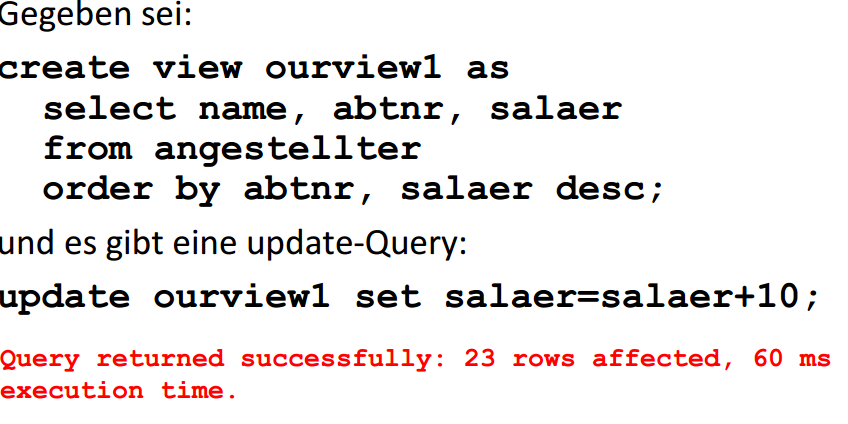 Gegeben sei:
create view ourview1 as
select name, abtnr, salaer
from angestellter
order by abtnr, salaer desc;
und es gibt eine update-Query:
update ourview1 set salaer=salaer+10;
Query returned successfully: 23 rows affected, 60 ms
execution time.